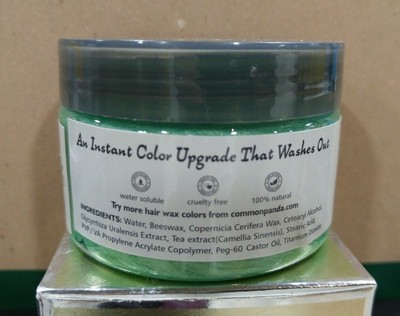 An Instant Color Upgrade That Washes Out
water soluble cruelty free 100% natural
Try more hair wax colors from commonpanda.com
INGREDIENTS: Water, Beeswax, Copernicia Cerifera Wax, Cetearyl Alcohol,
Glycyrrhiza Uralensis Extract, Tea extract(Camellia Sinensis), Stearic Acid,
PVP / VA Propylene Acrylate Copolymer, Peg-60 Castor Oil, Titanium Dioxide